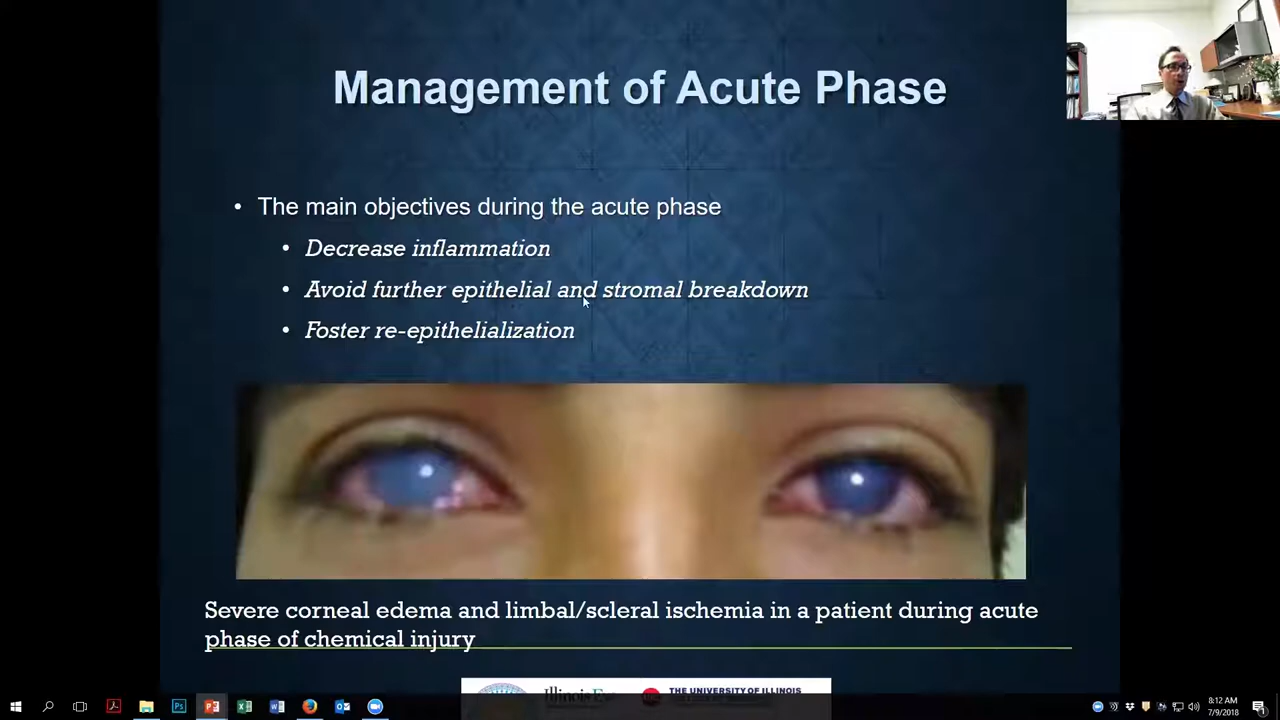 Management of Acute Phase
• The main objectives during the acute phase
• Decrease inflammation
• Avoid further epithelial and stromal breakdown
• Foster re-epithelialization
Severe corneal edema and limbal/scleral ischemia in a patient during acute
phase of chemical injury
THE UNIVERSITY OF ILLINOIS
8:12 AM
7/9/2018